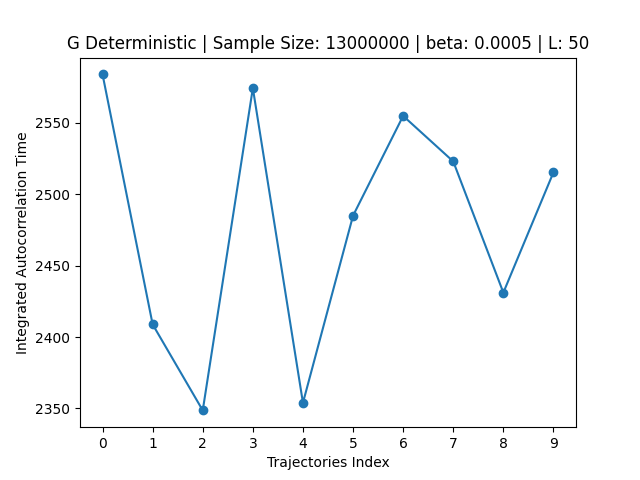 G Deterministic | Sample Size: 13000000 | beta: 0.0005 | L: 50
Integrated Autocorrelation Time
2550
2500
2450
2400
2350
0 1 2 3 4 5 6 7 8 9
Trajectories Index